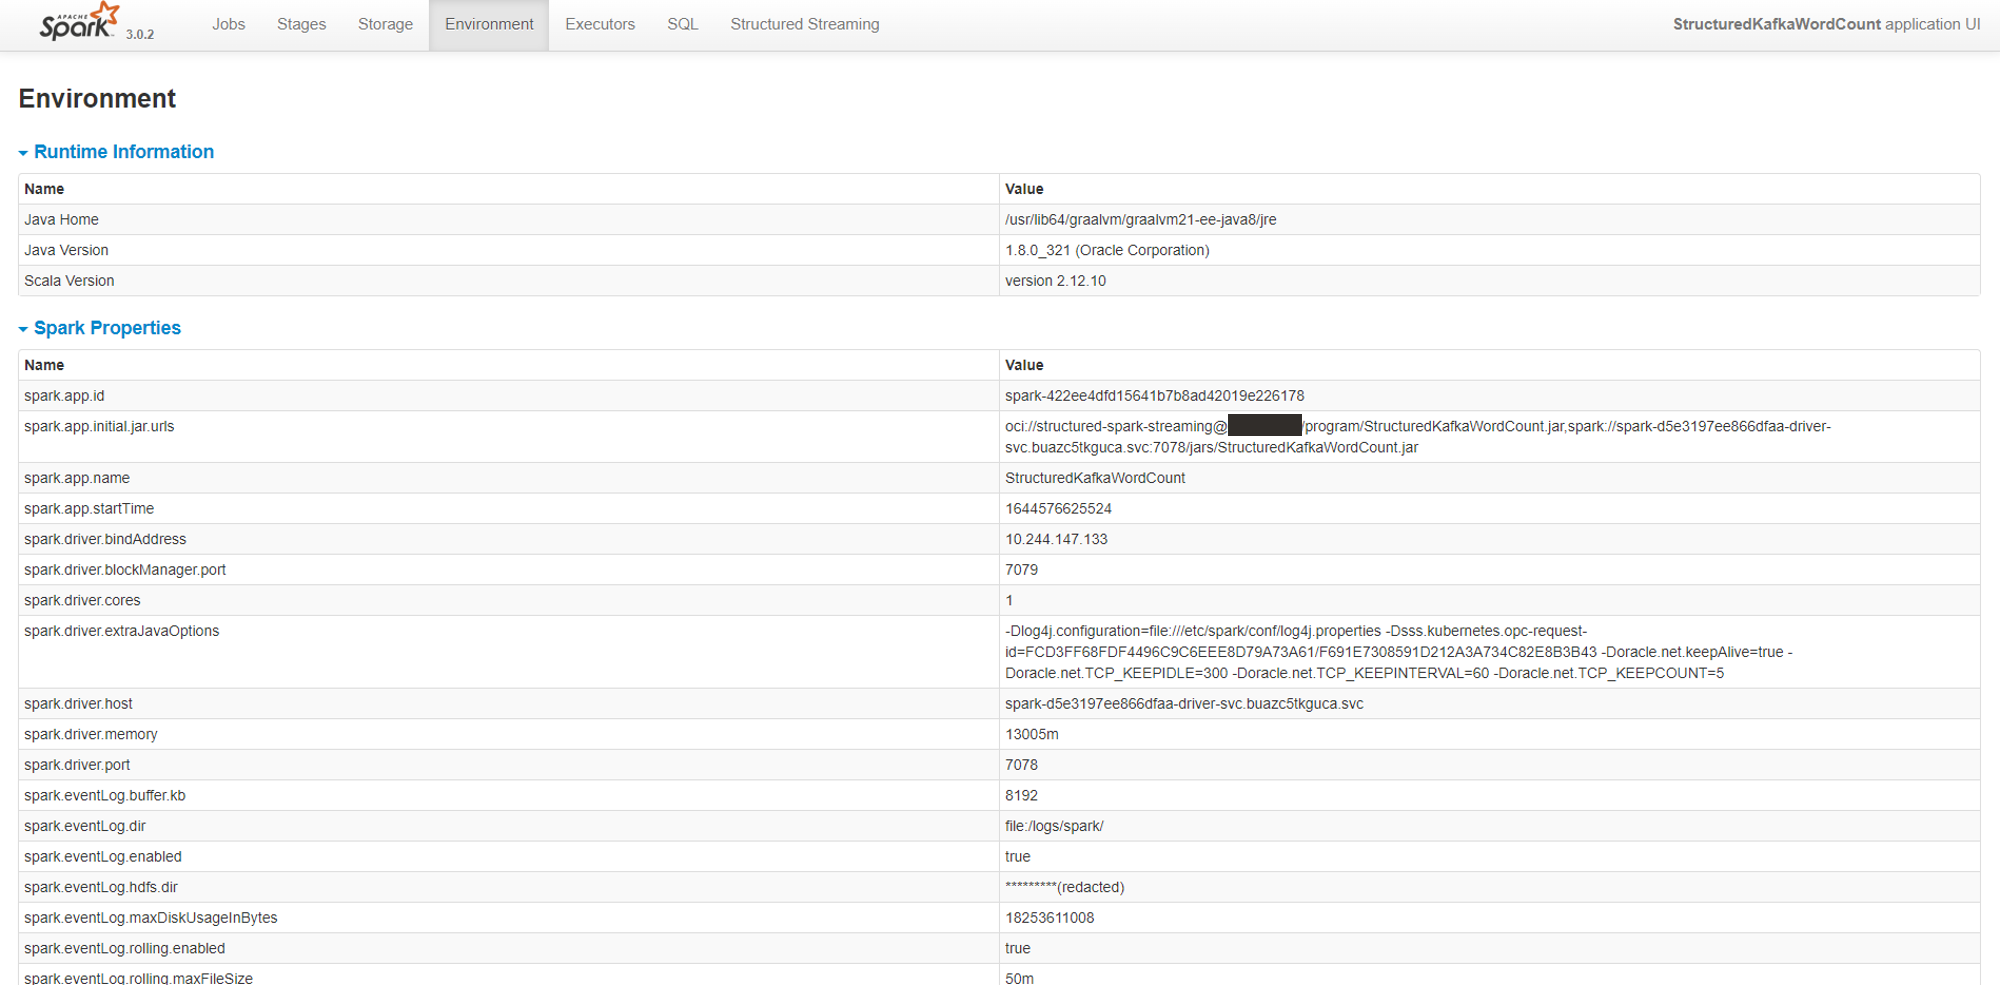 APACHE
Spark 3.0.2 Jobs Stages Storage Environment Executors SQL Structured Streaming StructuredKafkaWordCount application UI
Environment
Runtime Information
Name Value
Java Home /usr/lib64/graalvm/graalvm21-ee-java8/jre
Java Version 1.8.0_321 (Oracle Corporation)
Scala Version version 2.12.10
Spark Properties
Name Value
spark.app.id spark-422ee4dfd15641b7b8ad42019e226178
spark.app.initial.jar.urls oci://structured-spark-streaming@ /program/StructuredKafkaWordCount.jar,spark://spark-d5e3197ee866dfaa-driver-
svc.buazc5tkguca.svc:7078/jars/StructuredKafkaWordCount.jar
spark.app.name StructuredKafkaWordCount
spark.app.startTime 1644576625524
spark.driver.bindAddress 10.244.147.133
spark.driver.blockManager.port 7079
spark.driver.cores 1
spark.driver.extraJavaOptions -Dlog4j.configuration=file:///etc/spark/conf/log4j.properties -Dsss.kubernetes.opc-request-
id=FCD3FF68FDF4496C9C6EEE8D79A73A61/F691E7308591D212A3A734C82E8B3B43 -Doracle.net.keepAlive=true -
Doracle.net.TCP_KEEPIDLE=300 -Doracle.net.TCP_KEEPINTERVAL=60 -Doracle.net.TCP_KEEPCOUNT=5
spark.driver.host spark-d5e3197ee866dfaa-driver-svc.buazc5tkguca.svc
spark.driver.memory 13005m
spark.driver.port 7078
spark.eventLog.buffer.kb 8192
spark.eventLog.dir file:/logs/spark/
spark.eventLog.enabled true
spark.eventLog.hdfs.dir *********(redacted)
spark.eventLog.maxDiskUsageInBytes 18253611008
spark.eventLog.rolling.enabled true
spark.eventLog.rolling.maxFileSize 50m